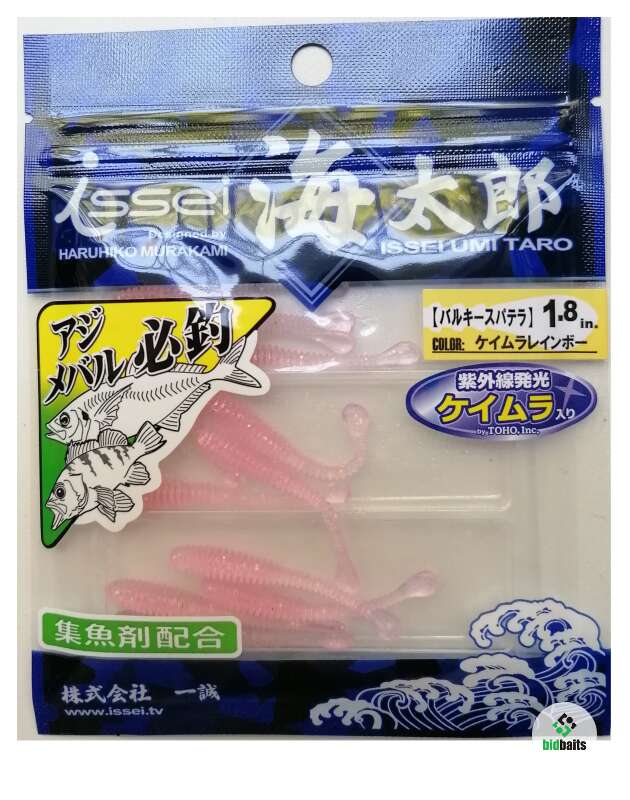 issei
海太郎
Designed by
HARUHIKO MURAKAMI
ISSEI UMI TARO
アジ
メバル 必釣
【バルキースパテラ】 1.8 in.
COLOR: ケイムラレインボー
紫外線発光
ケイムラ入り
by TOHO, Inc.
集魚剤配合
株式会社 一誠
www.issei.tv
bidbaits